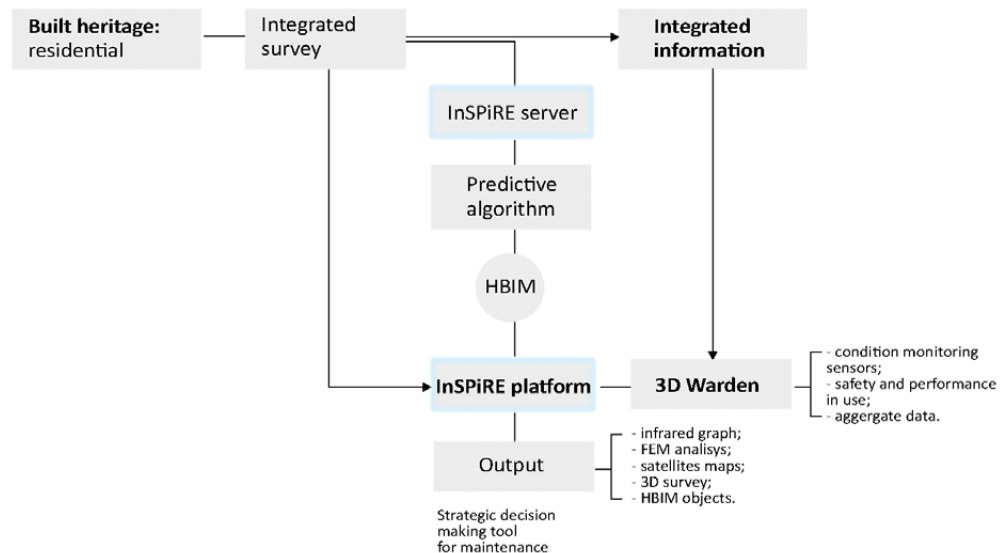 Built heritage:
residential
Integrated
survey
Integrated
information
InSPiRE server
Predictive
algorithm
HBIM
InSPiRE platform
3D Warden
- condition monitoring
sensors;
- safety and performance
in use;
- aggergate data.
Output
- infrared graph;
- FEM analisys;
- satellites maps;
- 3D survey;
- HBIM objects.
Strategic decision
making tool
for maintenance